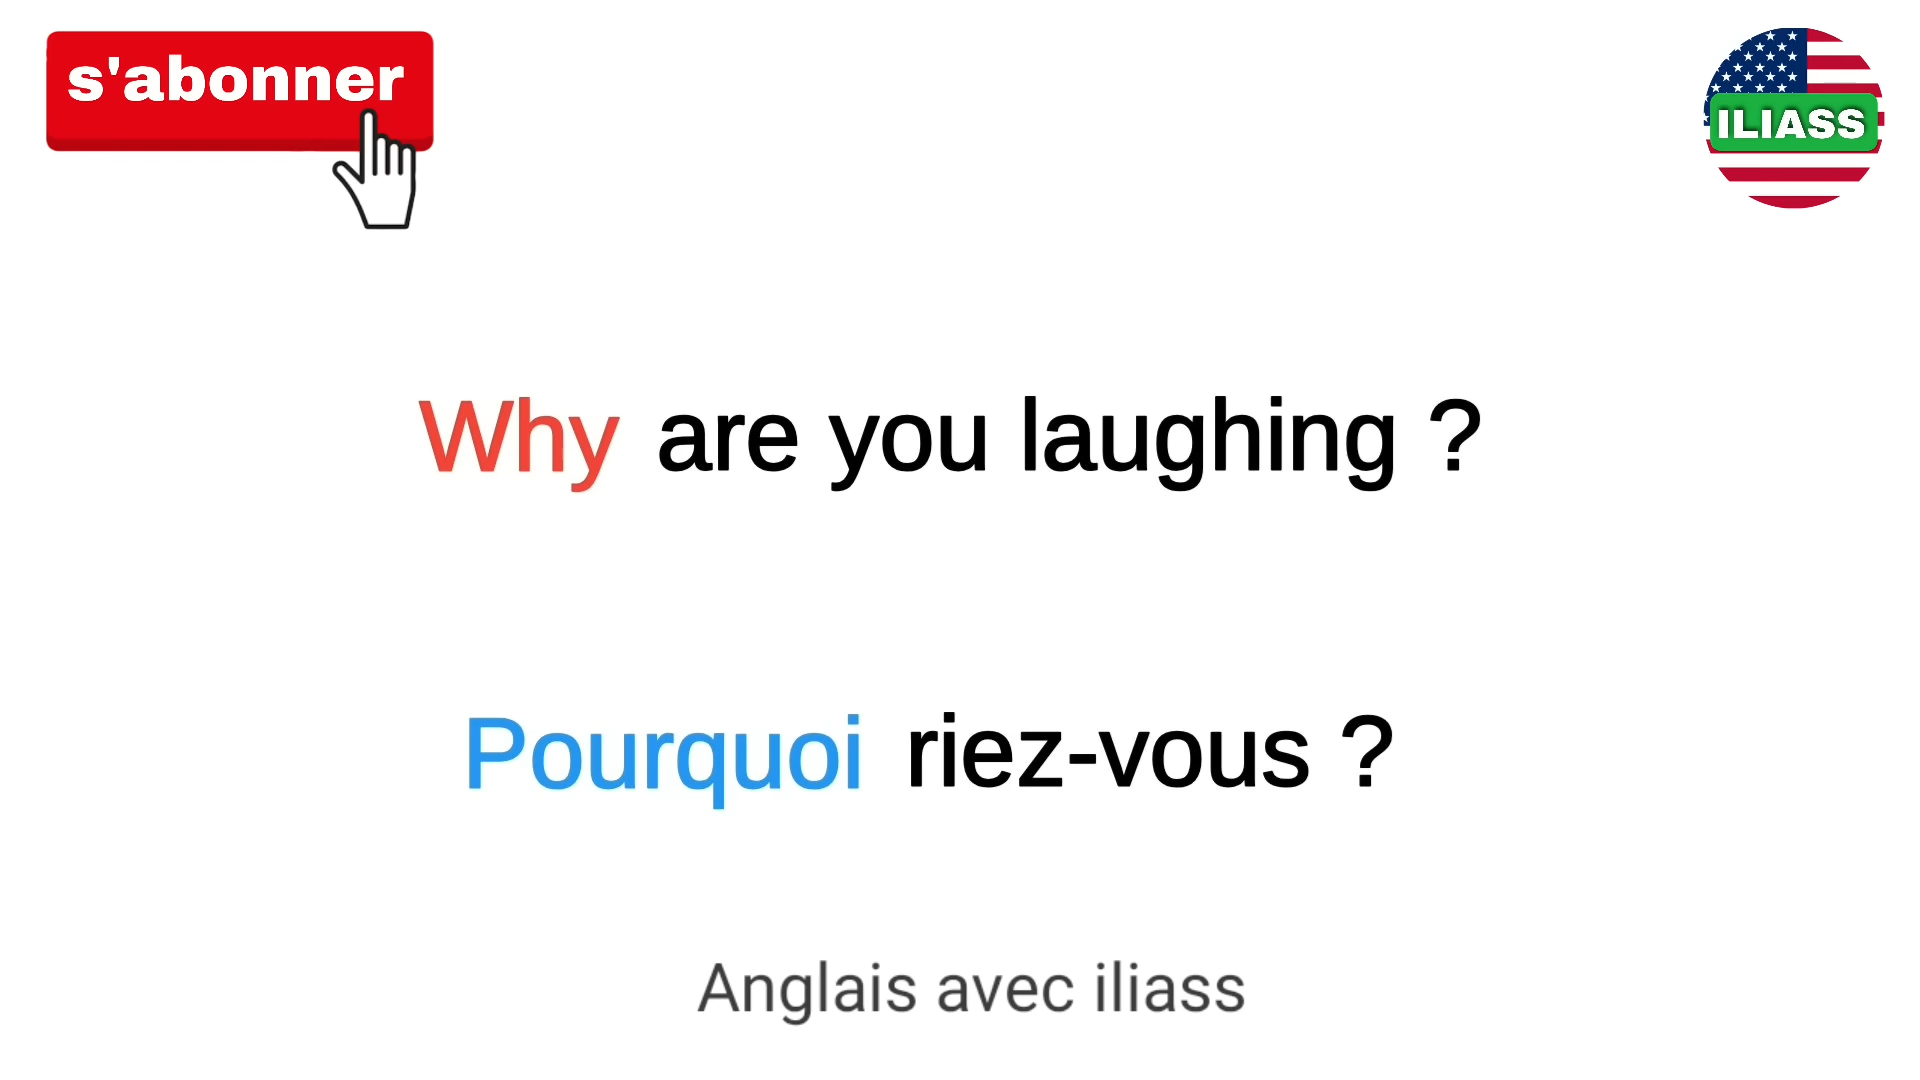 s'abonner
ILIASS
Why are you laughing ?
Pourquoi riez-vous ?
Anglais avec iliass